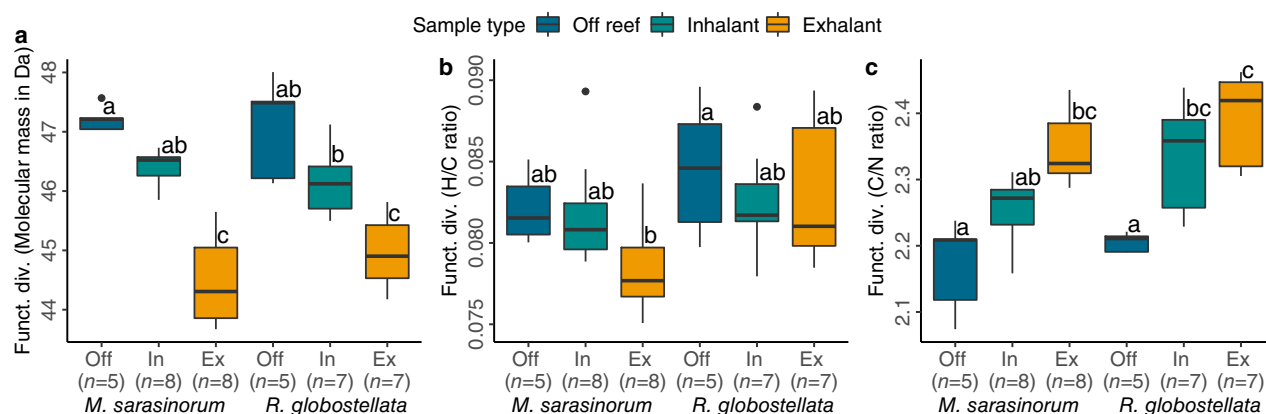 Sample type Off reef Inhalant Exhalant
a
Funct. div. (Molecular mass in Da)
48
47
46
45
44
a
ab
c
ab
b
c
Off In Ex Off In Ex
(n=5) (n=8) (n=8) (n=5) (n=7) (n=7)
M. sarasinorum R. globostellata
b
Funct. div. (H/C ratio)
0.090
0.085
0.080
0.075
ab
ab
b
a
ab
ab
Off In Ex Off In Ex
(n=5) (n=8) (n=8) (n=5) (n=7) (n=7)
M. sarasinorum R. globostellata
c
Funct. div. (C/N ratio)
2.4
2.3
2.2
2.1
a
ab
bc
a
bc
c
Off In Ex Off In Ex
(n=5) (n=8) (n=8) (n=5) (n=7) (n=7)
M. sarasinorum R. globostellata